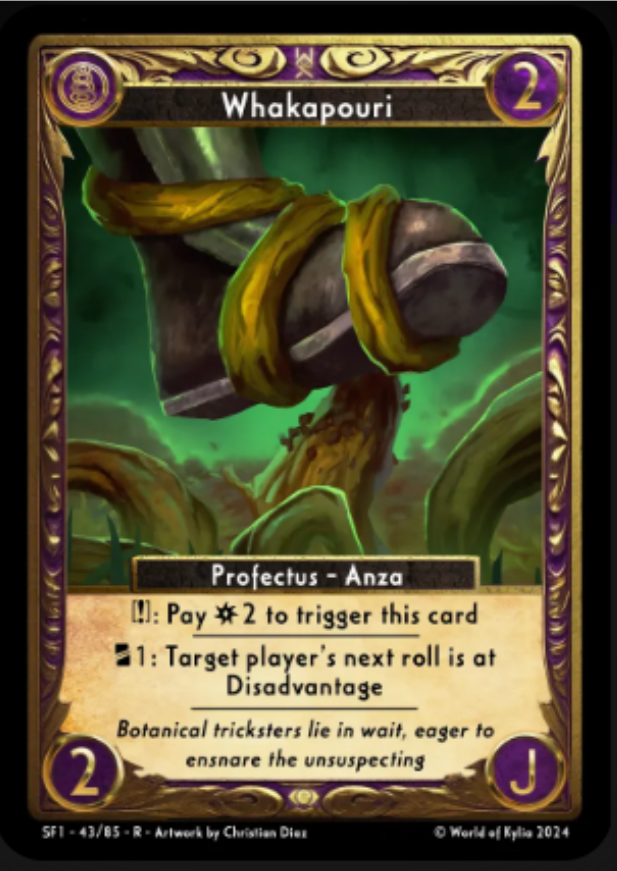 2
Whakapouri
Profectus - Anza
[!]: Pay 2 to trigger this card
1: Target player's next roll is at
Disadvantage
Botanical tricksters lie in wait, eager to
ensnare the unsuspecting
2
J
SF1 - 43/85 - R - Artwork by Christian Diaz
© World of Kylia 2024